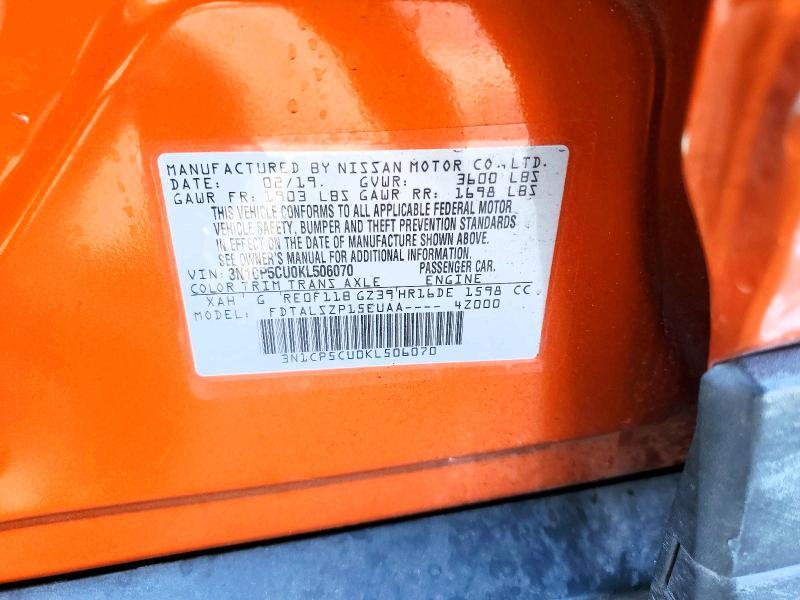 MANUFACTURED BY NISSAN MOTOR CO., LTD.
DATE: 02/19. GVWR: 3600 LBS
GAWR FR: 1903 LBS GAWR RR: 1698 LBS
THIS VEHICLE CONFORMS TO ALL APPLICABLE FEDERAL MOTOR
VEHICLE SAFETY, BUMPER AND THEFT PREVENTION STANDARDS
IN EFFECT ON THE DATE OF MANUFACTURE SHOWN ABOVE.
SEE OWNER'S MANUAL FOR ADDITIONAL INFORMATION.
VIN: 3N1CP5CU0KL506070 PASSENGER CAR.
COLOR TRIM TRANS AXLE ENGINE
XAH' G 'RE0F11B GZ39'HR16DE 1598 CC
MODEL: FDTALSZP15EUAA---- 4Z000
3N1CP5CU0KL506070